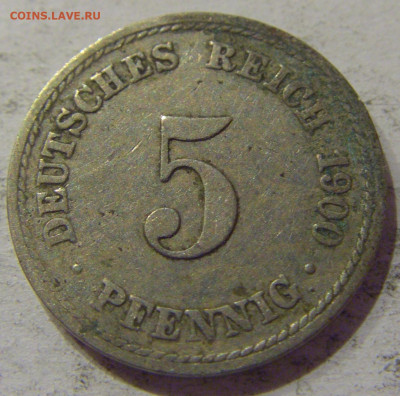 COINS.LAVE.RU
DEUTSCHES REICH 1900
5
· PFENNIG ·